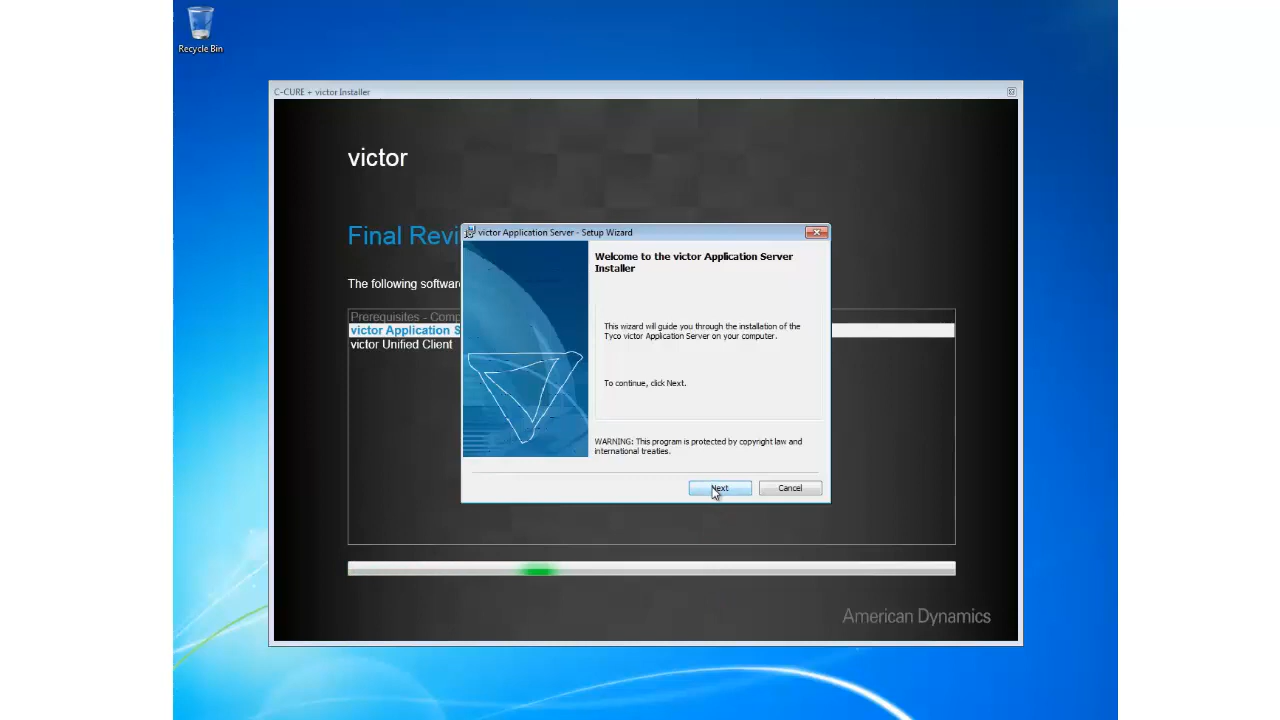 Recycle Bin
C-CURE + victor Installer
victor
Final Revi
The following software
Prerequisites - Comp
victor Application S
victor Unified Client
victor Application Server - Setup Wizard
Welcome to the victor Application Server
Installer
This wizard will guide you through the installation of the
Tyco victor Application Server on your computer.
To continue, click Next.
WARNING: This program is protected by copyright law and
international treaties.
Next
Cancel
American Dynamics